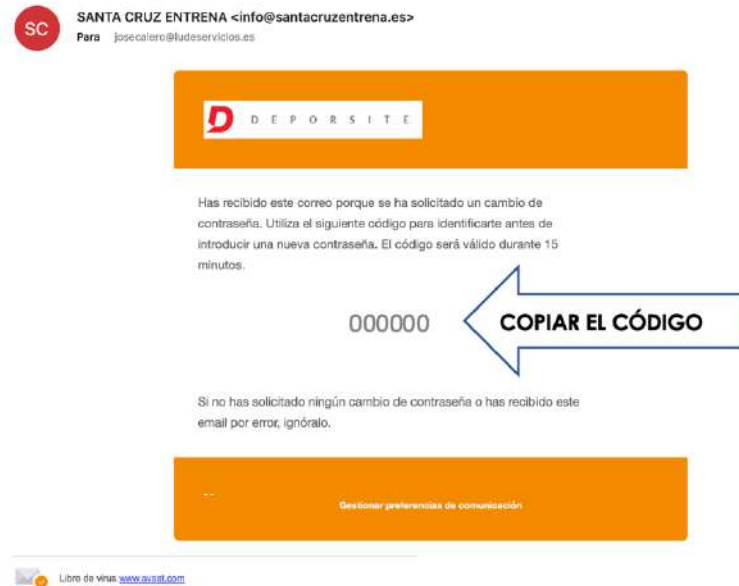 SC
SANTA CRUZ ENTRENA <info@santacruzentrena.es>
Para josecalero@ludeservicios.es
D DEPORSITE
Has recibido este correo porque se ha solicitado un cambio de
contraseña. Utiliza el siguiente código para identificarte antes de
introducir una nueva contraseña. El código será válido durante 15
minutos.
000000
COPIAR EL CÓDIGO
Si no has solicitado ningún cambio de contraseña o has recibido este
email por error, ignóralo.
--
Gestionar preferencias de comunicación
Libre de virus www.avast.com